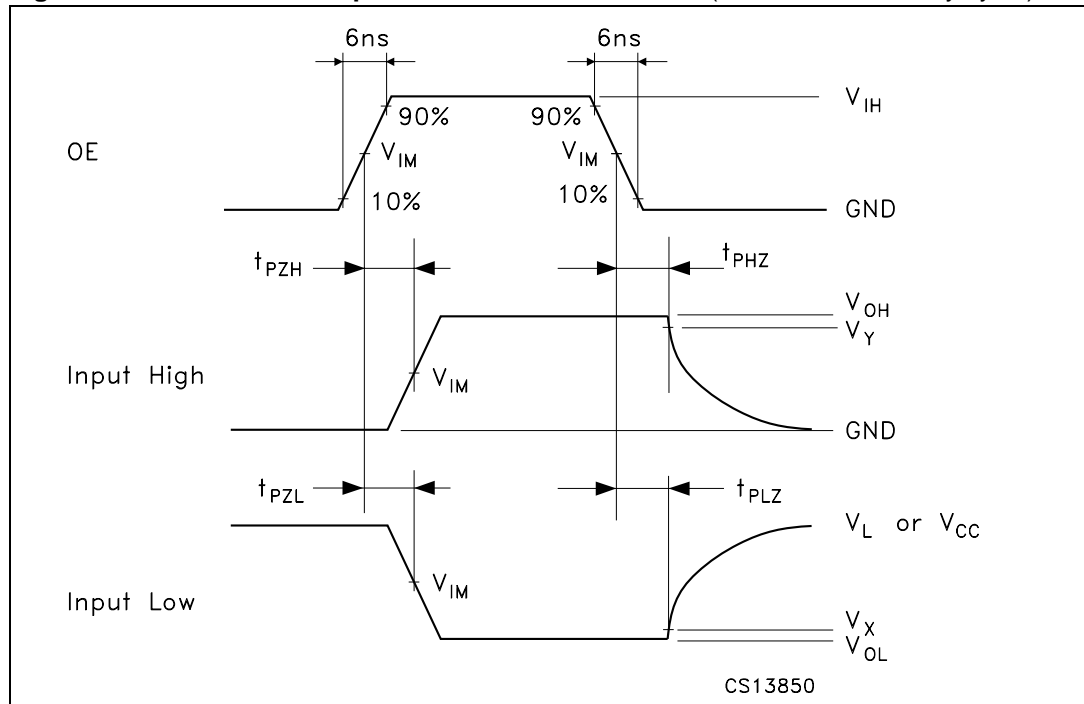 6ns 6ns
V_IH
90% 90%
OE V_IM V_IM
10% 10%
GND
t_PZH t_PHZ
V_OH
V_Y
Input High V_IM
GND
t_PZL t_PLZ
V_L or V_CC
V_IM
Input Low
V_X
V_OL
CS13850